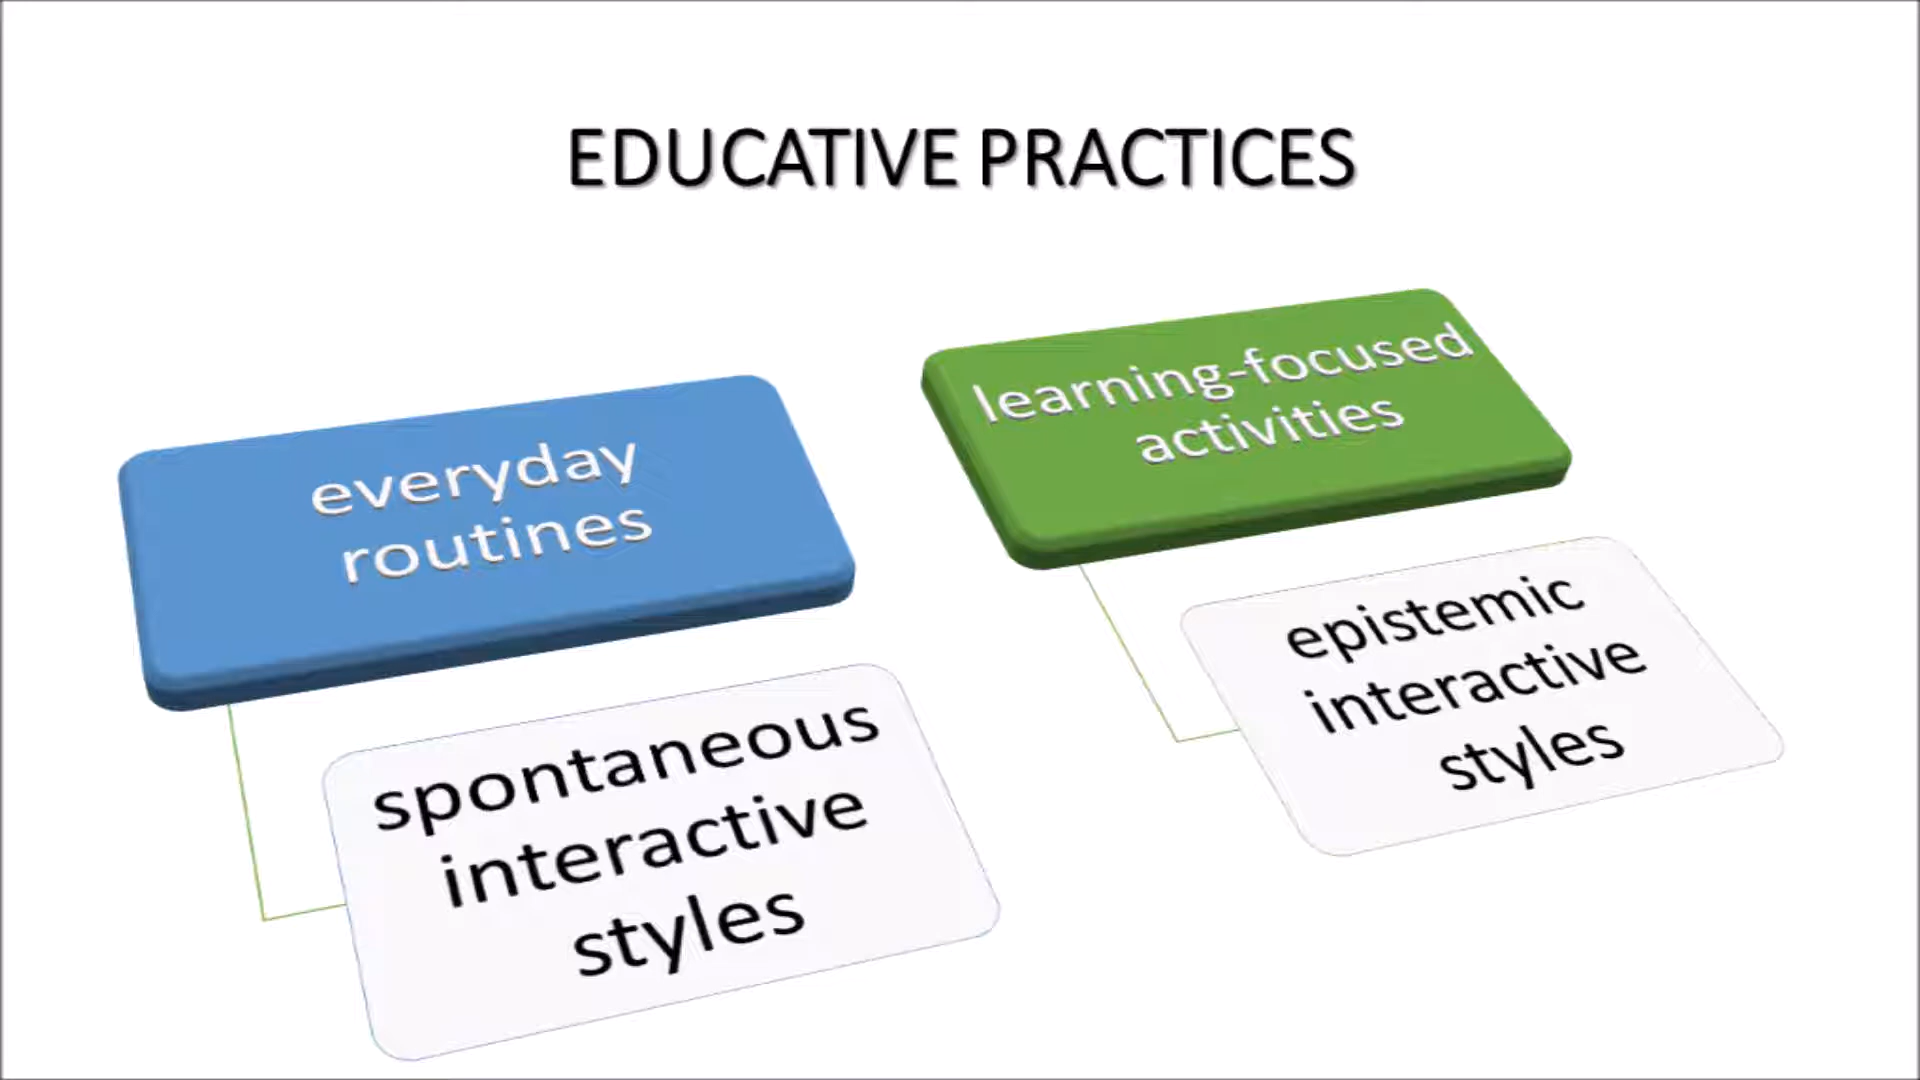 EDUCATIVE PRACTICES
everyday
routines
spontaneous
interactive
styles
learning-focused
activities
epistemic
interactive
styles